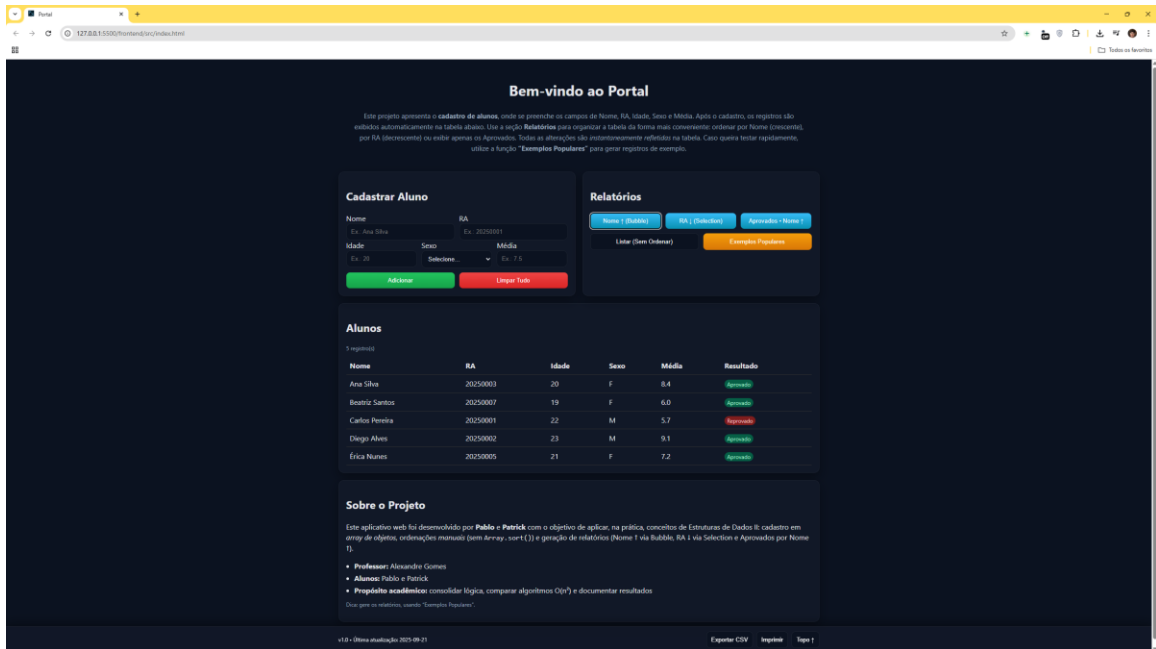 Portal
127.0.0.1:5500/frontend/src/index.html
Todos os favoritos
Bem-vindo ao Portal
Este projeto apresenta o cadastro de alunos, onde se preenche os campos de Nome, RA, Idade, Sexo e Média. Após o cadastro, os registros são
exibidos automaticamente na tabela abaixo. Use a seção Relatórios para organizar a tabela da forma mais conveniente: ordenar por Nome (crescente),
por RA (decrescente) ou exibir apenas os Aprovados. Todas as alterações são instantaneamente refletidas na tabela. Caso queira testar rapidamente,
utilize a função "Exemplos Populares" para gerar registros de exemplo.
Cadastrar Aluno
Nome RA
Ex.: Ana Silva Ex.: 20250001
Idade Sexo Média
Ex.: 20 Selecione... Ex.: 7.5
Adicionar Limpar Tudo
Relatórios
Nome ↑ (Bubble) RA ↓ (Selection) Aprovados • Nome ↑
Listar (Sem Ordenar) Exemplos Populares
Alunos
5 registro(s)
Nome RA Idade Sexo Média Resultado
Ana Silva 20250003 20 F 8.4 Aprovado
Beatriz Santos 20250007 19 F 6.0 Aprovado
Carlos Pereira 20250001 22 M 5.7 Reprovado
Diego Alves 20250002 23 M 9.1 Aprovado
Érica Nunes 20250005 21 F 7.2 Aprovado
Sobre o Projeto
Este aplicativo web foi desenvolvido por Pablo e Patrick com o objetivo de aplicar, na prática, conceitos de Estruturas de Dados II: cadastro em
array de objetos, ordenações manuais (sem Array.sort()) e geração de relatórios (Nome ↑ via Bubble, RA ↓ via Selection e Aprovados por Nome
↑).
• Professor: Alexandre Gomes
• Alunos: Pablo e Patrick
• Propósito acadêmico: consolidar lógica, comparar algoritmos O(n²) e documentar resultados
Dica: gere os relatórios, usando "Exemplos Populares".
v1.0 • Última atualização 2025-09-21
Exportar CSV Imprimir Topo ↑